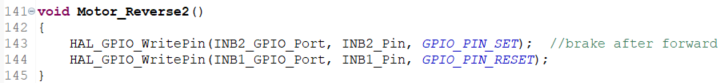 141 void Motor_Reverse2()
142 {
143 HAL_GPIO_WritePin(INB2_GPIO_Port, INB2_Pin, GPIO_PIN_SET); //brake after forward
144 HAL_GPIO_WritePin(INB1_GPIO_Port, INB1_Pin, GPIO_PIN_RESET);
145 }